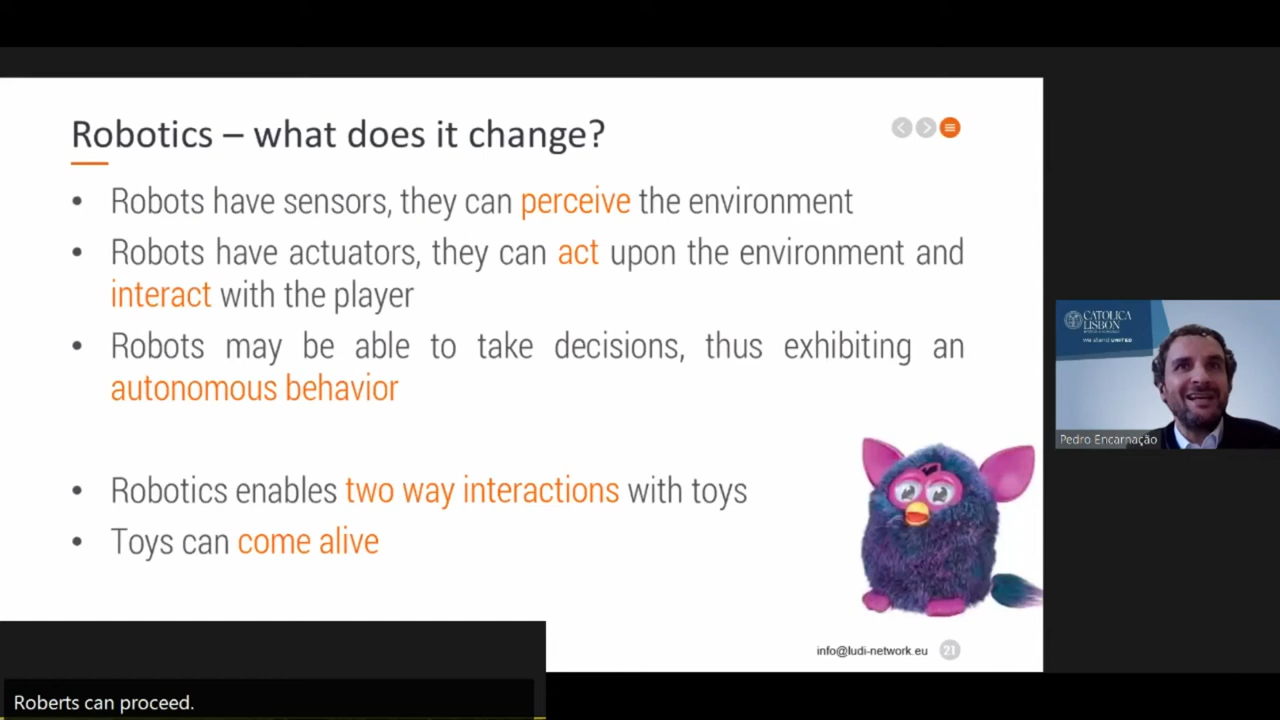 Robotics – what does it change?
• Robots have sensors, they can perceive the environment
• Robots have actuators, they can act upon the environment and
interact with the player
• Robots may be able to take decisions, thus exhibiting an
autonomous behavior
• Robotics enables two way interactions with toys
• Toys can come alive
info@ludi-network.eu 21
CATOLICA
LISBON
We stand UNITED
Pedro Encarnação
Roberts can proceed.